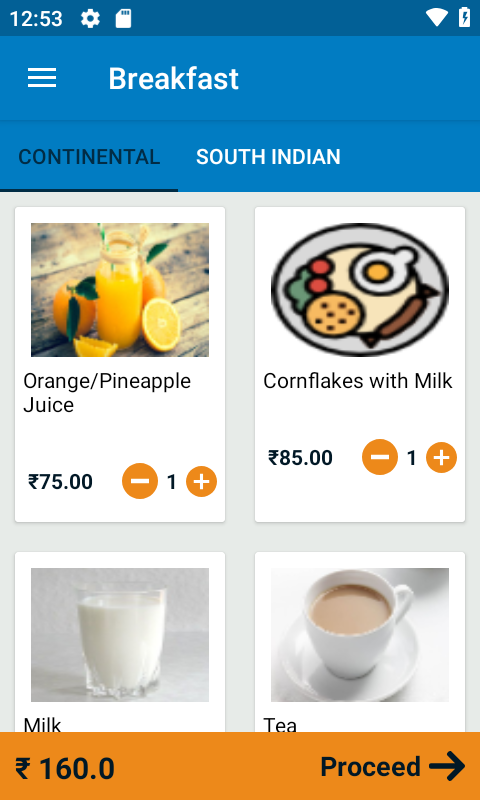 12:53
Breakfast
CONTINENTAL
SOUTH INDIAN
Orange/Pineapple
Juice
₹75.00
1
Cornflakes with Milk
₹85.00
1
Milk
Tea
₹ 160.0
Proceed